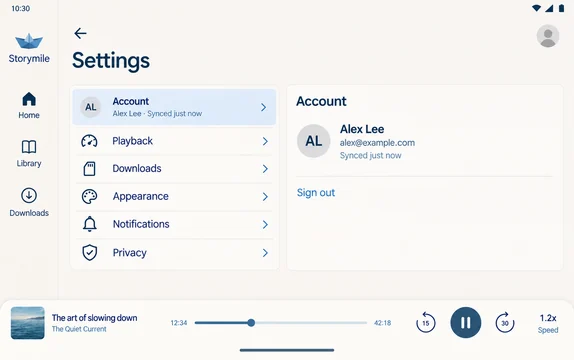 10:30
Storymile
Home
Library
Downloads
Settings
AL
Account
Alex Lee · Synced just now
Playback
Downloads
Appearance
Notifications
Privacy
Account
AL
Alex Lee
alex@example.com
Synced just now
Sign out
The art of slowing down
The Quiet Current
12:34
42:18
15
30
1.2x
Speed